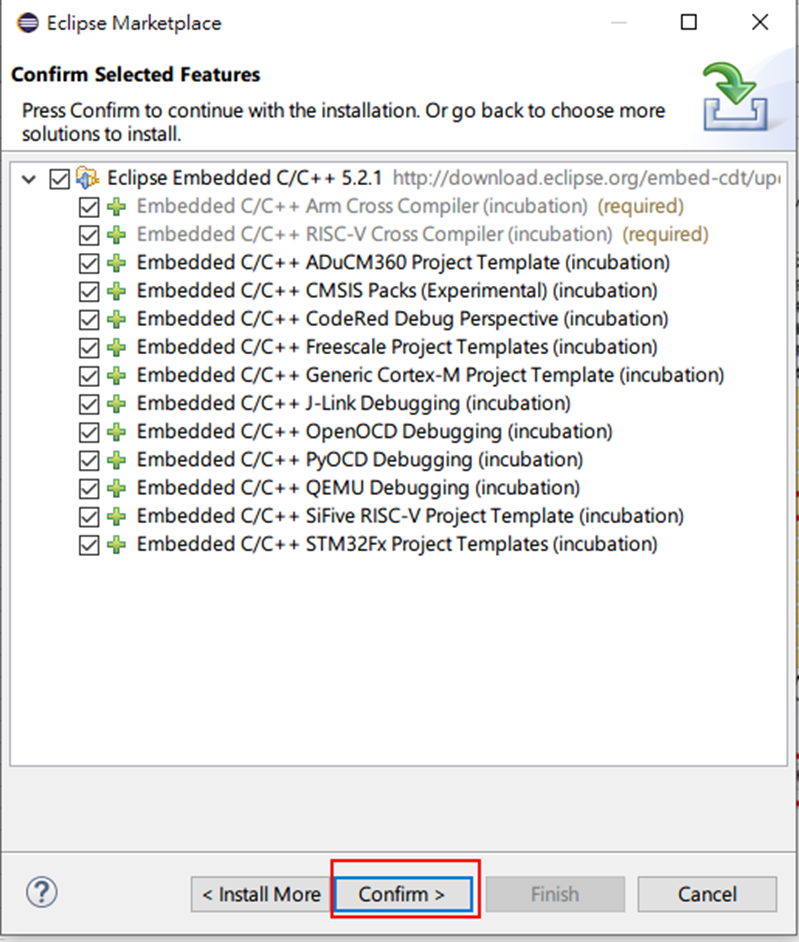 Eclipse Marketplace
Confirm Selected Features
Press Confirm to continue with the installation. Or go back to choose more
solutions to install.
Eclipse Embedded C/C++ 5.2.1 http://download.eclipse.org/embed-cdt/up
Embedded C/C++ Arm Cross Compiler (incubation) (required)
Embedded C/C++ RISC-V Cross Compiler (incubation) (required)
Embedded C/C++ ADuCM360 Project Template (incubation)
Embedded C/C++ CMSIS Packs (Experimental) (incubation)
Embedded C/C++ CodeRed Debug Perspective (incubation)
Embedded C/C++ Freescale Project Templates (incubation)
Embedded C/C++ Generic Cortex-M Project Template (incubation)
Embedded C/C++ J-Link Debugging (incubation)
Embedded C/C++ OpenOCD Debugging (incubation)
Embedded C/C++ PyOCD Debugging (incubation)
Embedded C/C++ QEMU Debugging (incubation)
Embedded C/C++ SiFive RISC-V Project Template (incubation)
Embedded C/C++ STM32Fx Project Templates (incubation)
? < Install More Confirm > Finish Cancel